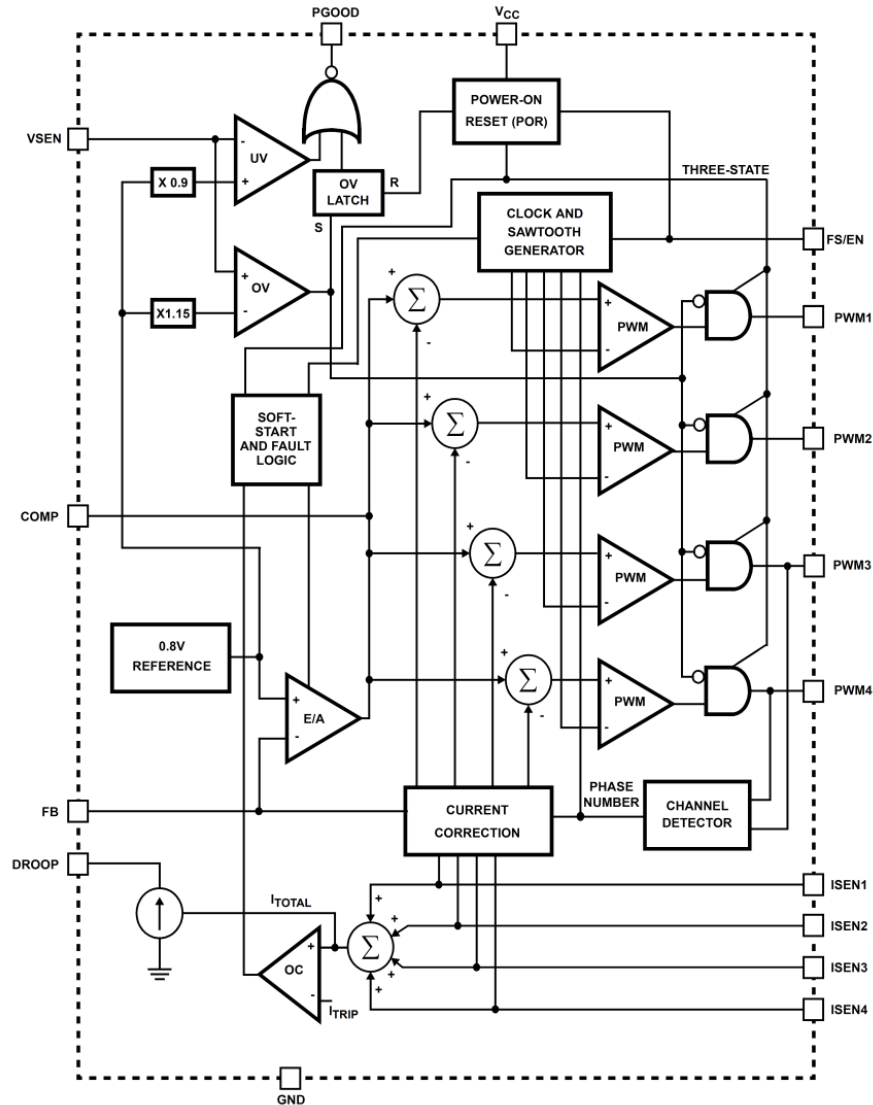 PGOOD
VCC
POWER-ON
RESET (POR)
VSEN
-
UV
+
X 0.9
OV
LATCH
R
S
THREE-STATE
CLOCK AND
SAWTOOTH
GENERATOR
FS/EN
+
OV
-
X1.15
+
Σ
-
+
PWM
-
PWM1
SOFT-
START
AND FAULT
LOGIC
+
Σ
-
+
PWM
-
PWM2
COMP
+
Σ
-
+
PWM
-
PWM3
0.8V
REFERENCE
+
E/A
-
+
Σ
-
+
PWM
-
PWM4
FB
CURRENT
CORRECTION
PHASE
NUMBER
CHANNEL
DETECTOR
DROOP
ITOTAL
+
OC
-
ITRIP
+
+
Σ
+
+
ISEN1
ISEN2
ISEN3
ISEN4
GND